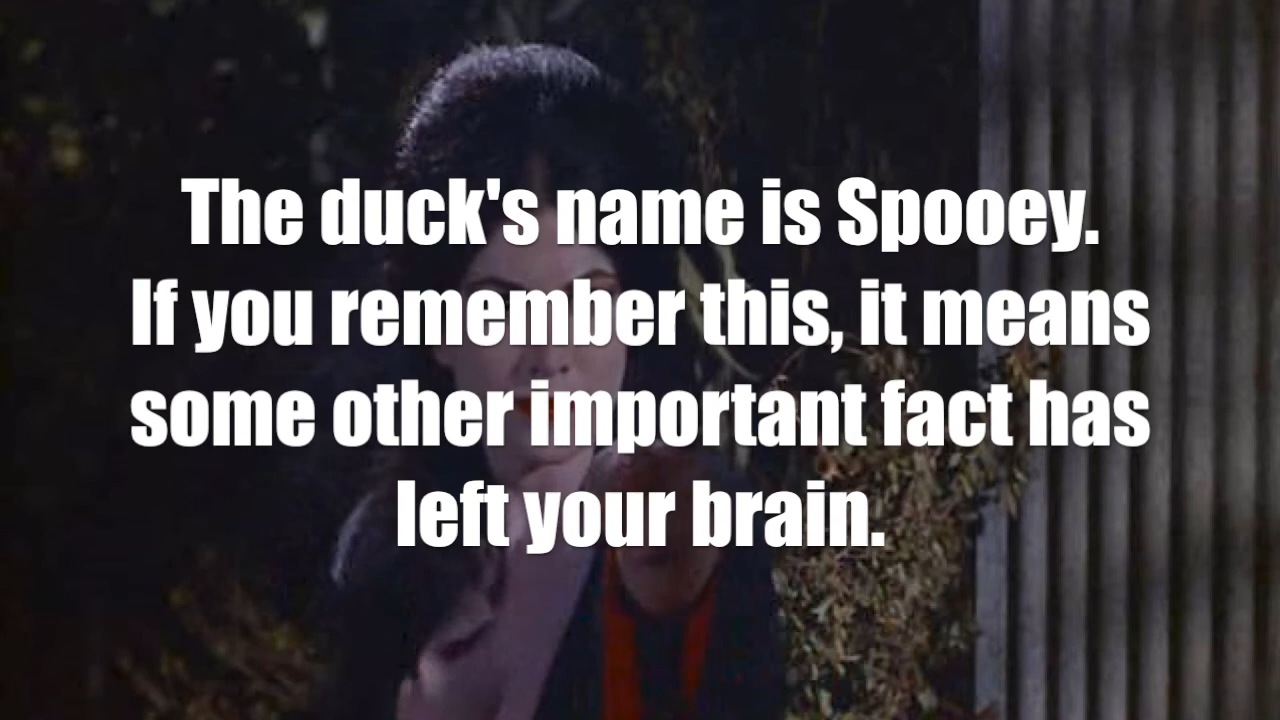 The duck's name is Spooey.
If you remember this, it means
some other important fact has
left your brain.